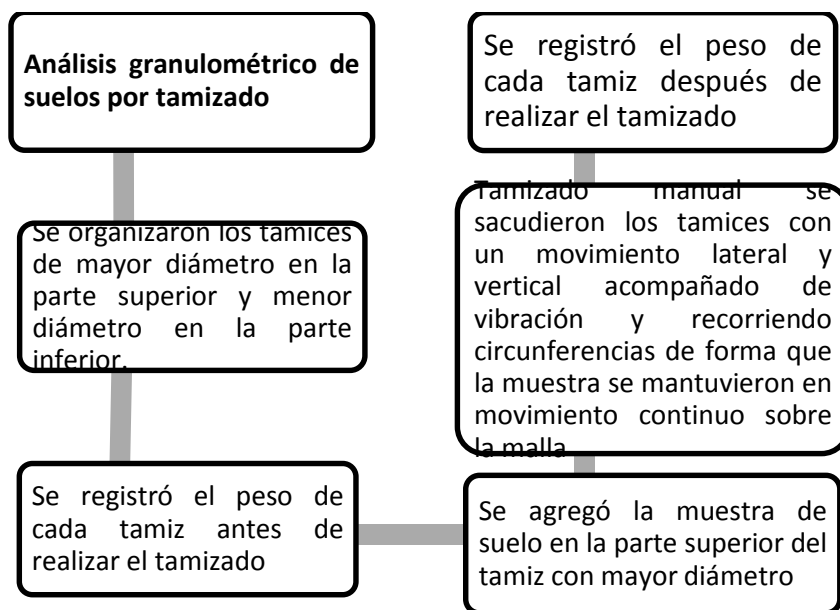 Análisis granulométrico de
suelos por tamizado
Se organizaron los tamices
de mayor diámetro en la
parte superior y menor
diámetro en la parte
inferior.
Se registró el peso de
cada tamiz antes de
realizar el tamizado
Se agregó la muestra de
suelo en la parte superior del
tamiz con mayor diámetro
Tamizado manual se
sacudieron los tamices con
un movimiento lateral y
vertical acompañado de
vibración y recorriendo
circunferencias de forma que
la muestra se mantuvieron en
movimiento continuo sobre
la malla
Se registró el peso de
cada tamiz después de
realizar el tamizado